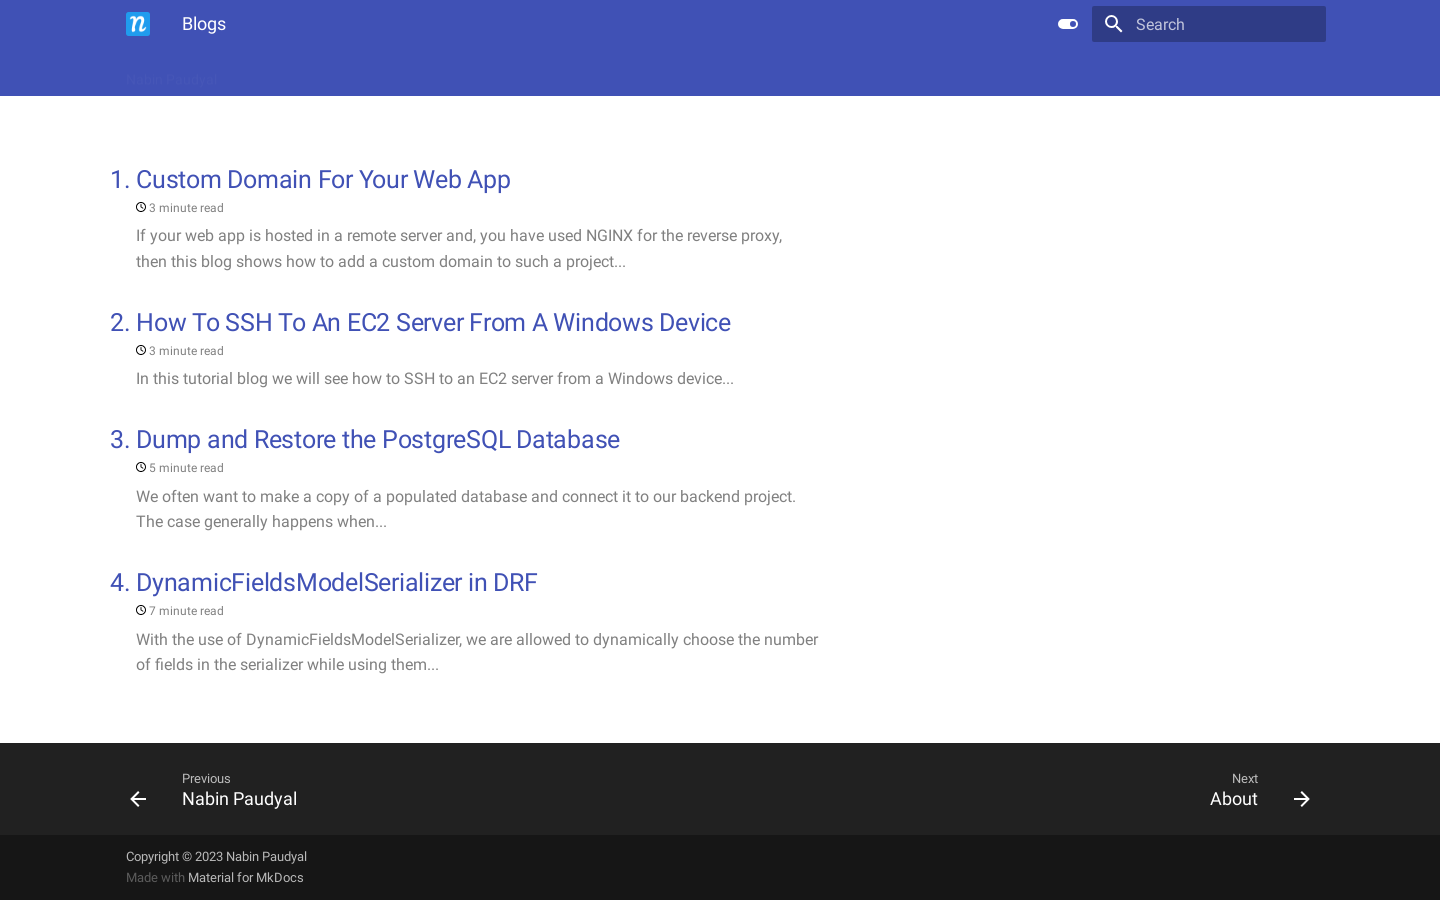 Blogs
Search
1. Custom Domain For Your Web App
3 minute read
If your web app is hosted in a remote server and, you have used NGINX for the reverse proxy,
then this blog shows how to add a custom domain to such a project...
2. How To SSH To An EC2 Server From A Windows Device
3 minute read
In this tutorial blog we will see how to SSH to an EC2 server from a Windows device...
3. Dump and Restore the PostgreSQL Database
5 minute read
We often want to make a copy of a populated database and connect it to our backend project.
The case generally happens when...
4. DynamicFieldsModelSerializer in DRF
7 minute read
With the use of DynamicFieldsModelSerializer, we are allowed to dynamically choose the number
of fields in the serializer while using them...
Previous
Nabin Paudyal
Next
About
Copyright © 2023 Nabin Paudyal
Made with Material for MkDocs